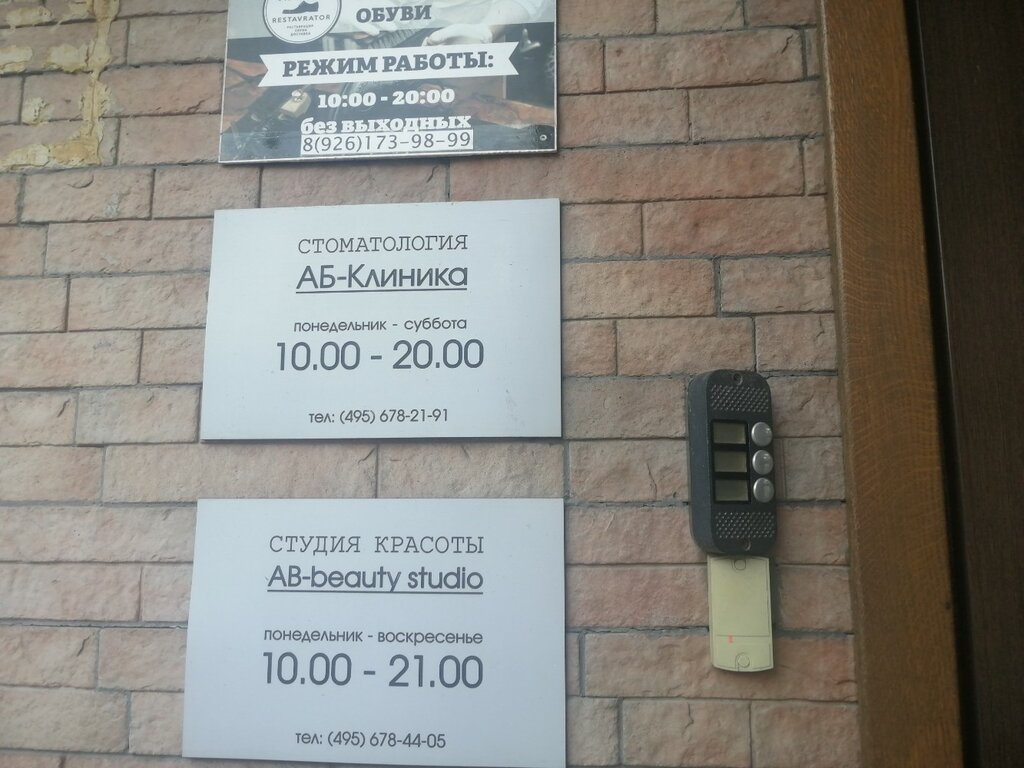 RESTAVRATOR
ОБУВИ
РЕЖИМ РАБОТЫ:
10:00 - 20:00
без выходных
8(926)173-98-99
СТОМАТОЛОГИЯ
АБ-Клиника
понедельник - суббота
10.00 - 20.00
тел: (495) 678-21-91
СТУДИЯ КРАСОТЫ
AB-beauty studio
понедельник - воскресенье
10.00 - 21.00
тел: (495) 678-44-05